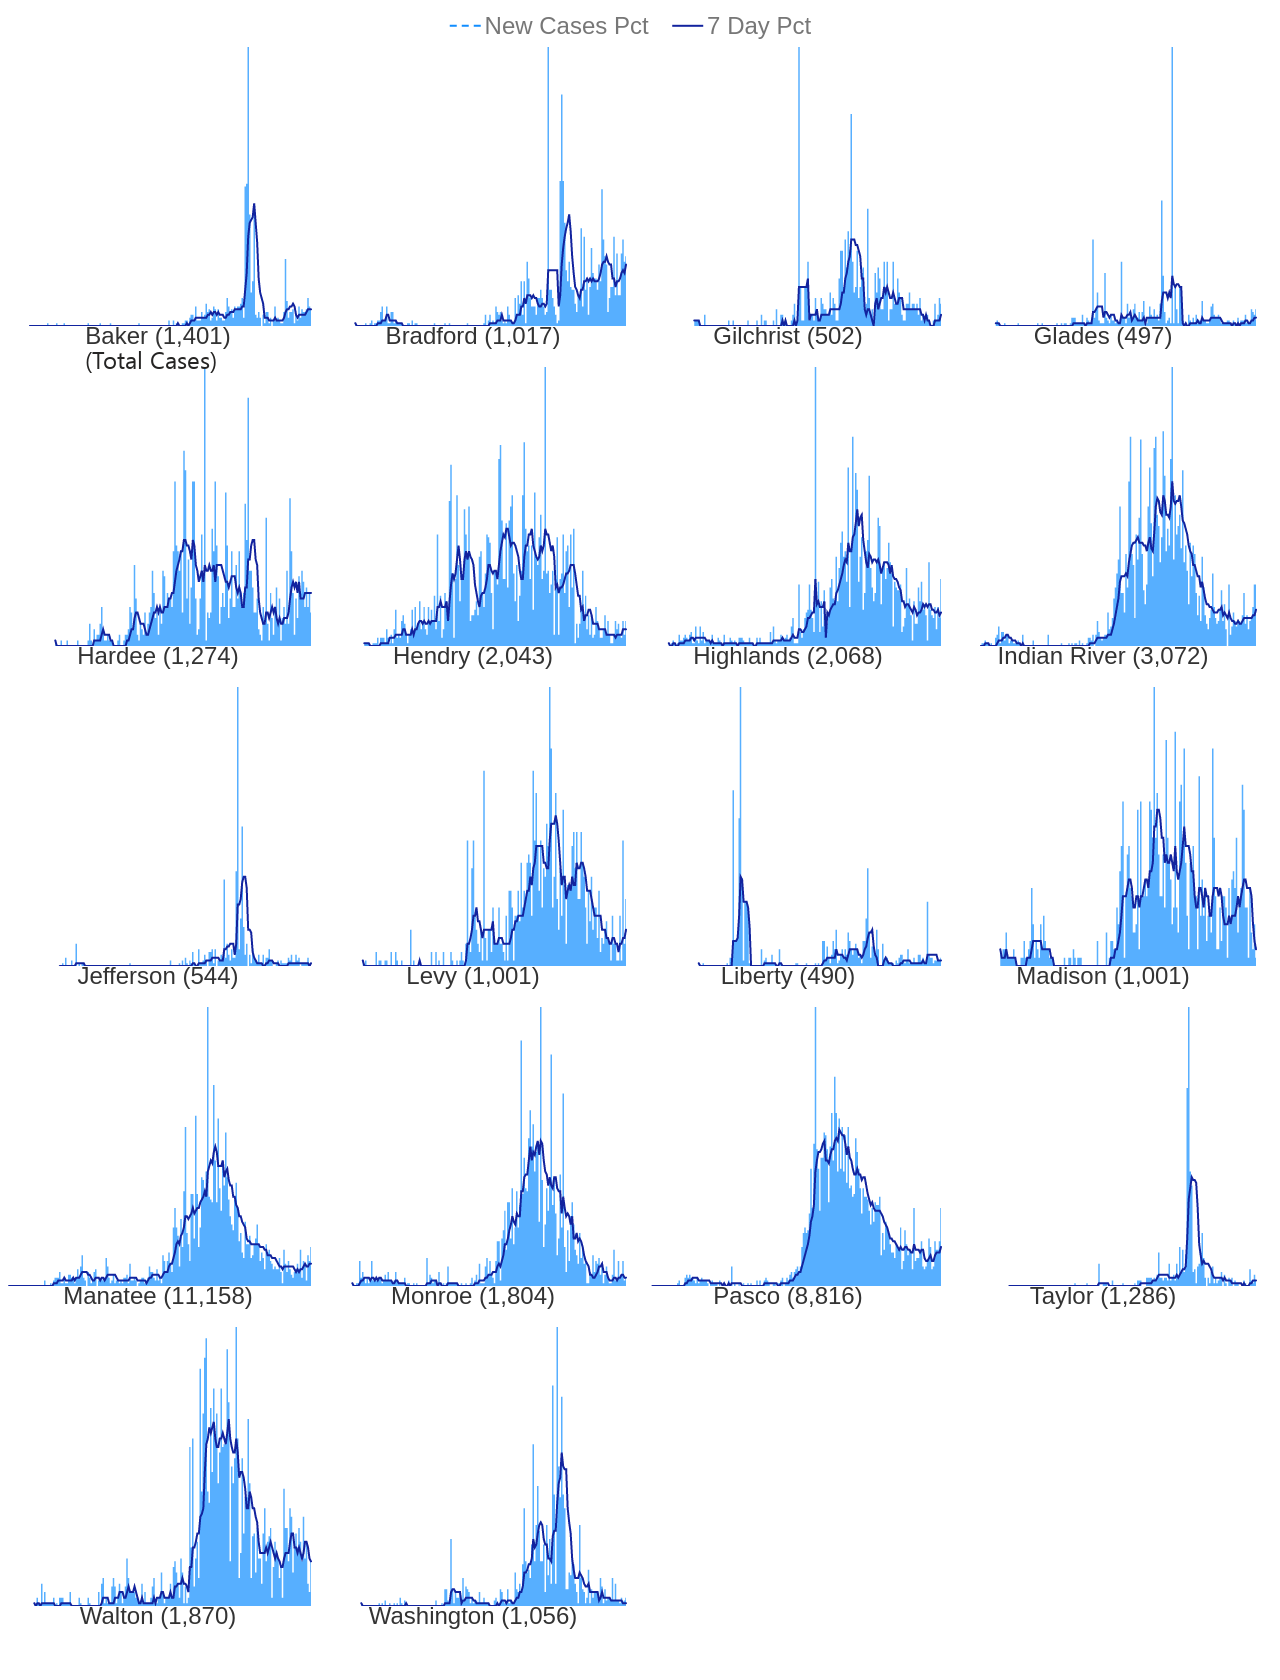 New Cases Pct 7 Day Pct
Baker (1,401)
(Total Cases)
Bradford (1,017)
Gilchrist (502)
Glades (497)
Hardee (1,274)
Hendry (2,043)
Highlands (2,068)
Indian River (3,072)
Jefferson (544)
Levy (1,001)
Liberty (490)
Madison (1,001)
Manatee (11,158)
Monroe (1,804)
Pasco (8,816)
Taylor (1,286)
Walton (1,870)
Washington (1,056)